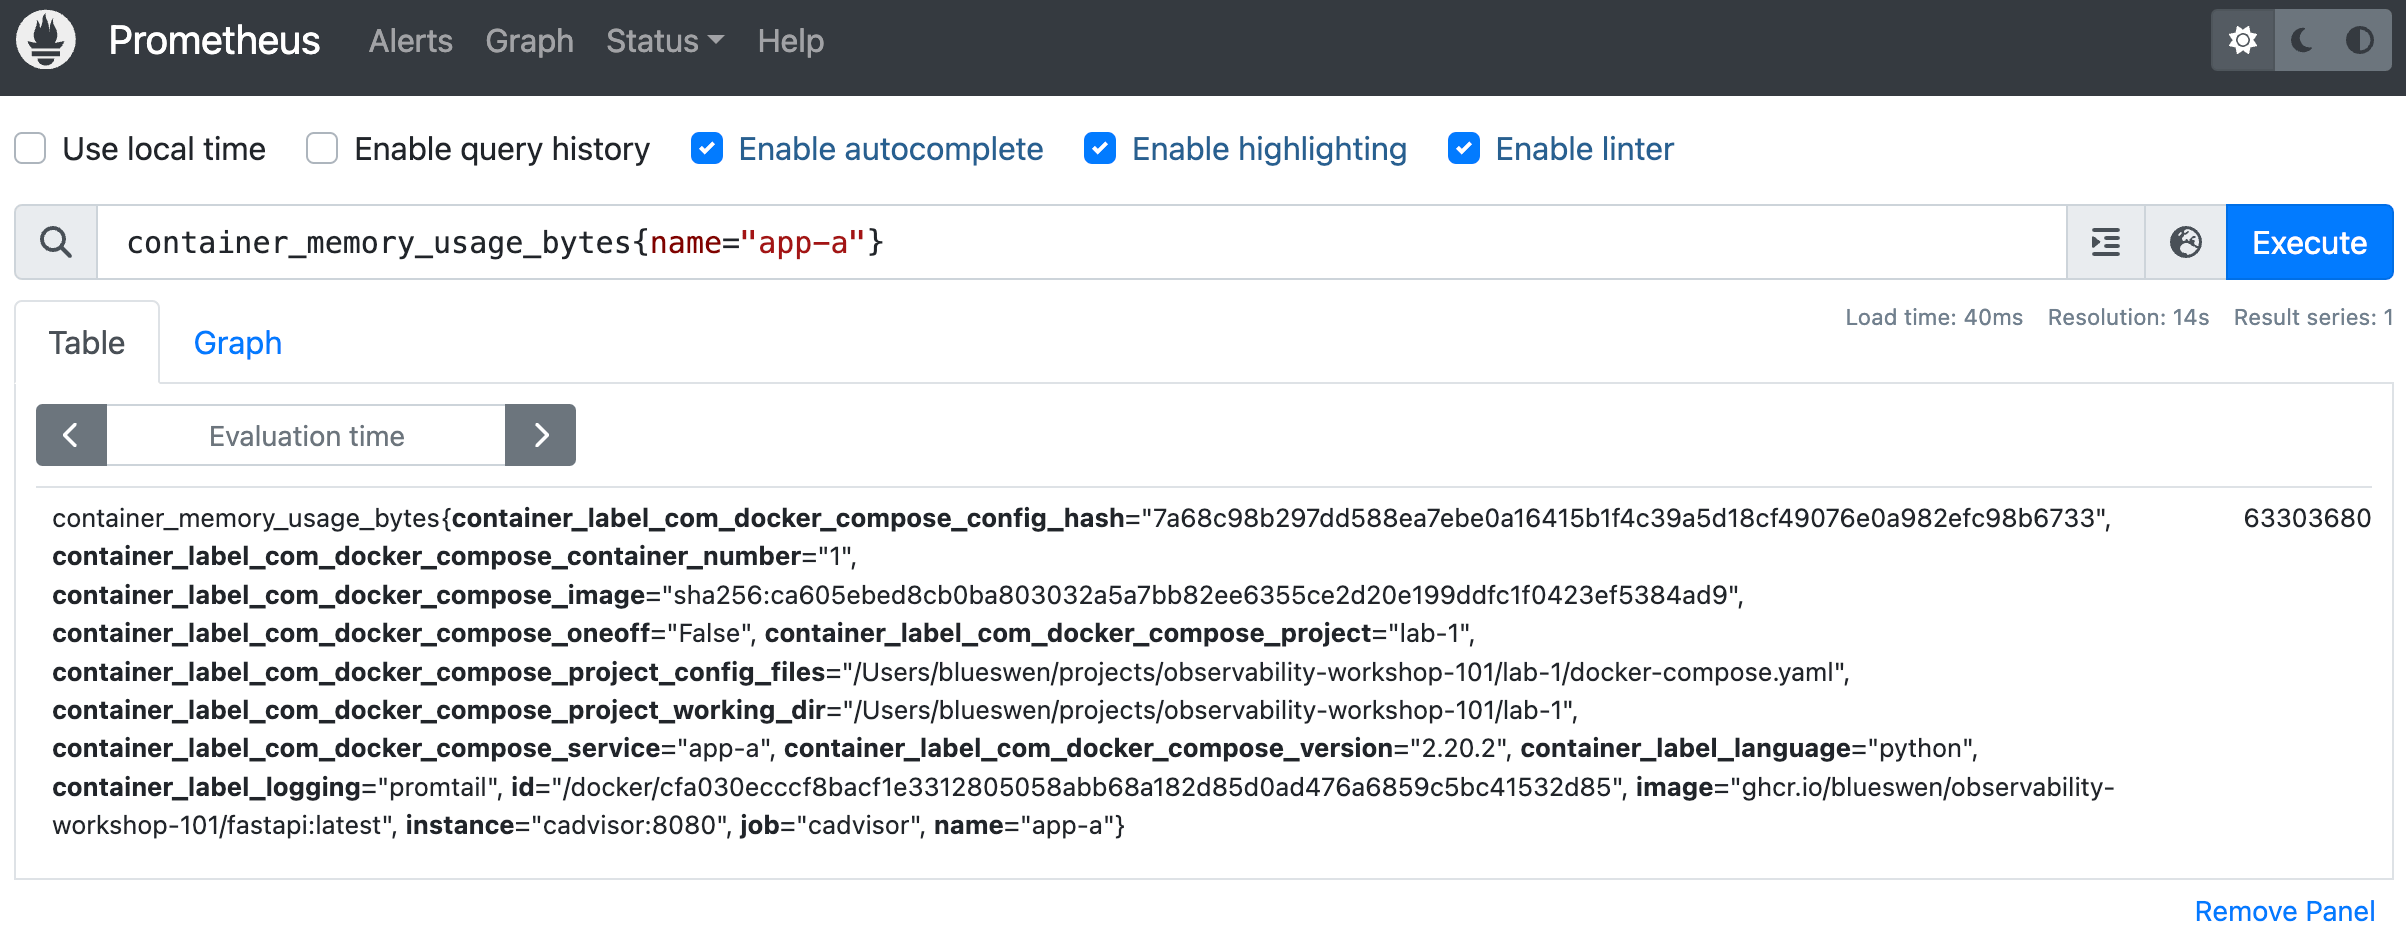 Prometheus Alerts Graph Status Help
Use local time Enable query history Enable autocomplete Enable highlighting Enable linter
container_memory_usage_bytes{name="app-a"} Execute
Load time: 40ms Resolution: 14s Result series: 1
Table Graph
Evaluation time
container_memory_usage_bytes{container_label_com_docker_compose_config_hash="7a68c98b297dd588ea7ebe0a16415b1f4c39a5d18cf49076e0a982efc98b6733", 63303680
container_label_com_docker_compose_container_number="1",
container_label_com_docker_compose_image="sha256:ca605ebed8cb0ba803032a5a7bb82ee6355ce2d20e199ddfc1f0423ef5384ad9",
container_label_com_docker_compose_oneoff="False", container_label_com_docker_compose_project="lab-1",
container_label_com_docker_compose_project_config_files="/Users/blueswen/projects/observability-workshop-101/lab-1/docker-compose.yaml",
container_label_com_docker_compose_project_working_dir="/Users/blueswen/projects/observability-workshop-101/lab-1",
container_label_com_docker_compose_service="app-a", container_label_com_docker_compose_version="2.20.2", container_label_language="python",
container_label_logging="promtail", id="/docker/cfa030ecccf8bacf1e3312805058abb68a182d85d0ad476a6859c5bc41532d85", image="ghcr.io/blueswen/observability-
workshop-101/fastapi:latest", instance="cadvisor:8080", job="cadvisor", name="app-a"}
Remove Panel